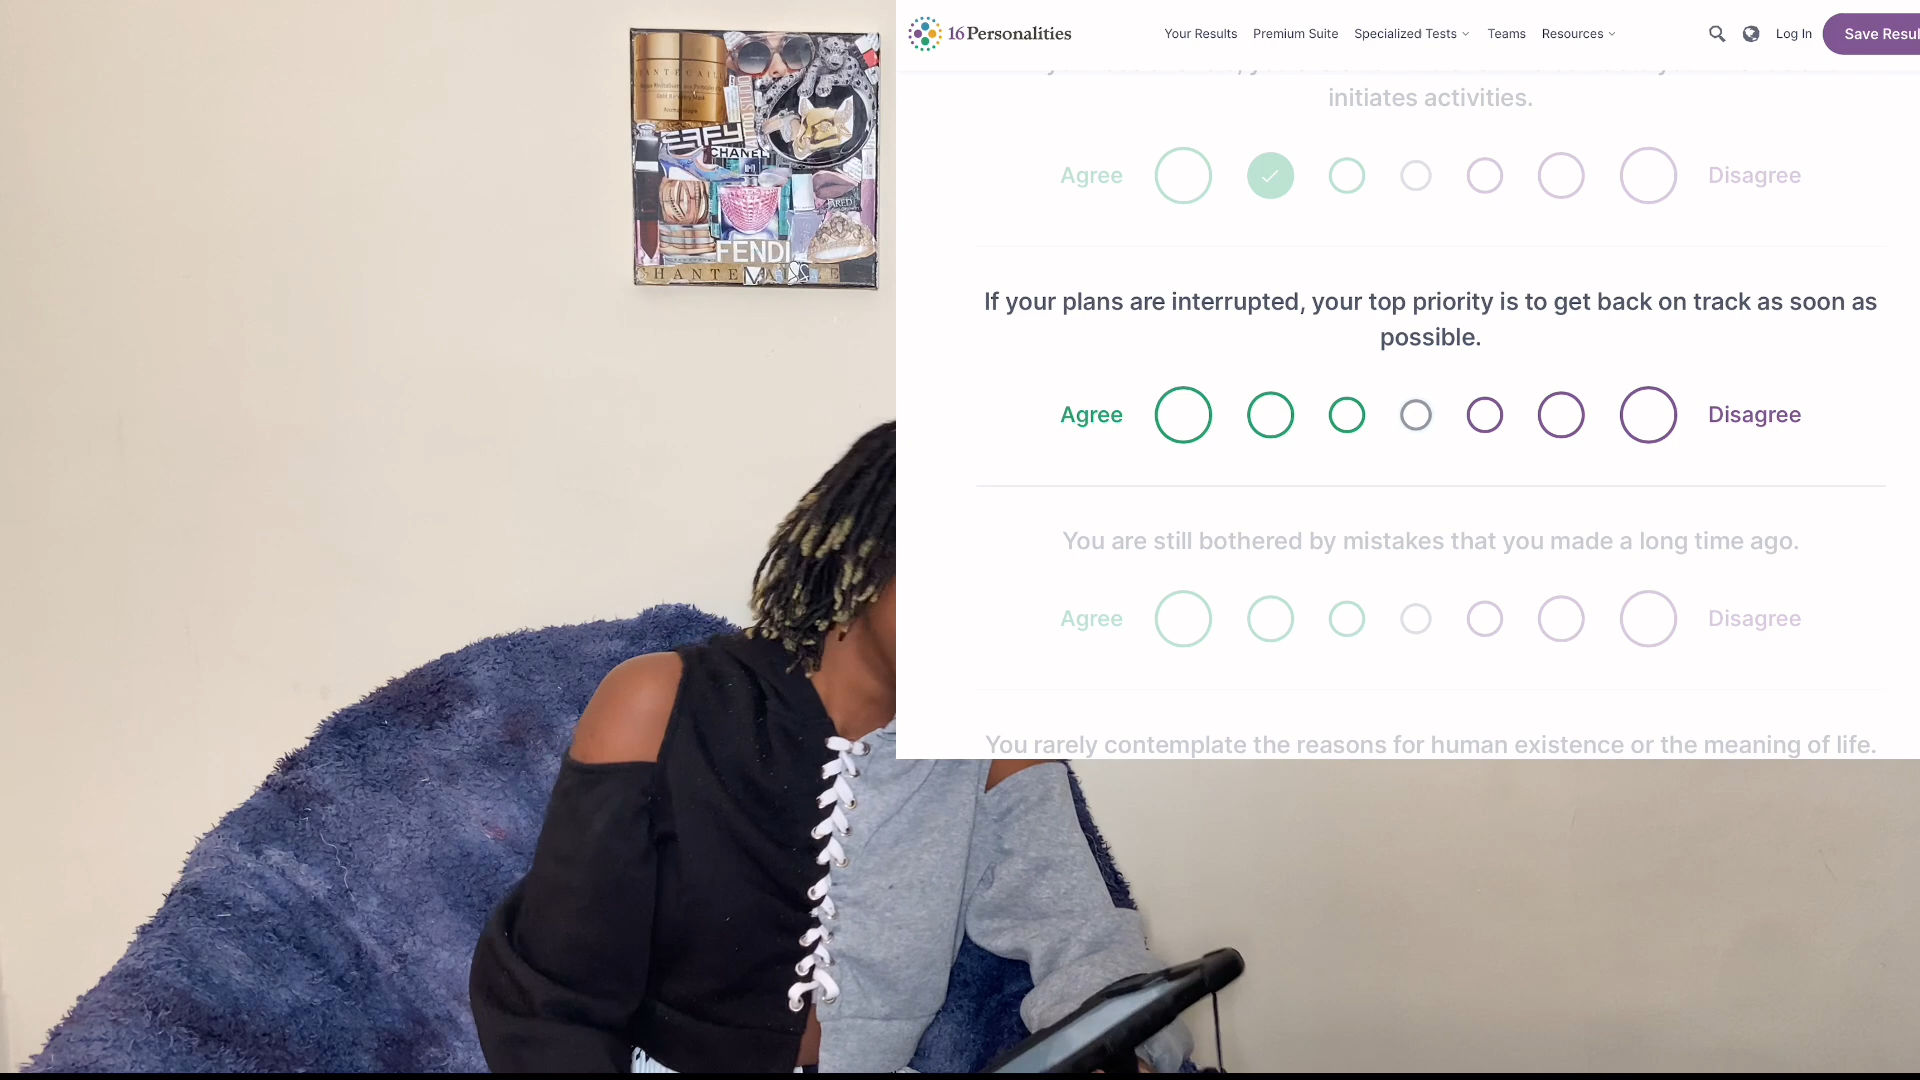 CHANTECAILLE
EFFY
CHANEL
JARED
FENDI
16Personalities
Your Results
Premium Suite
Specialized Tests
Teams
Resources
Log In
Save Resul
initiates activities.
Agree
Disagree
If your plans are interrupted, your top priority is to get back on track as soon as
possible.
Agree
Disagree
You are still bothered by mistakes that you made a long time ago.
Agree
Disagree
You rarely contemplate the reasons for human existence or the meaning of life.